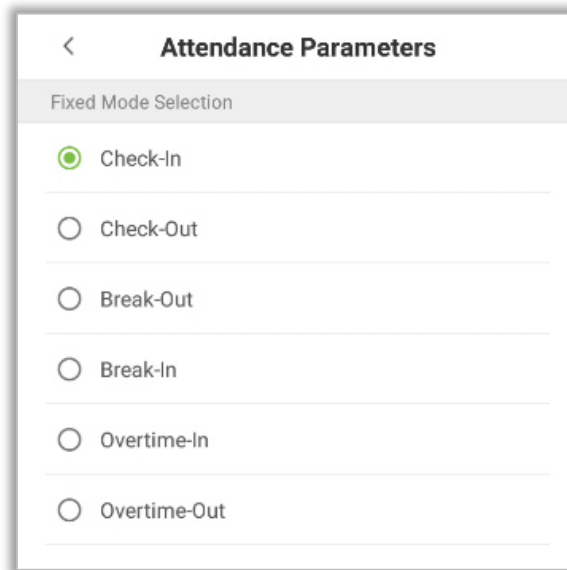 Attendance Parameters
Fixed Mode Selection
Check-In
Check-Out
Break-Out
Break-In
Overtime-In
Overtime-Out